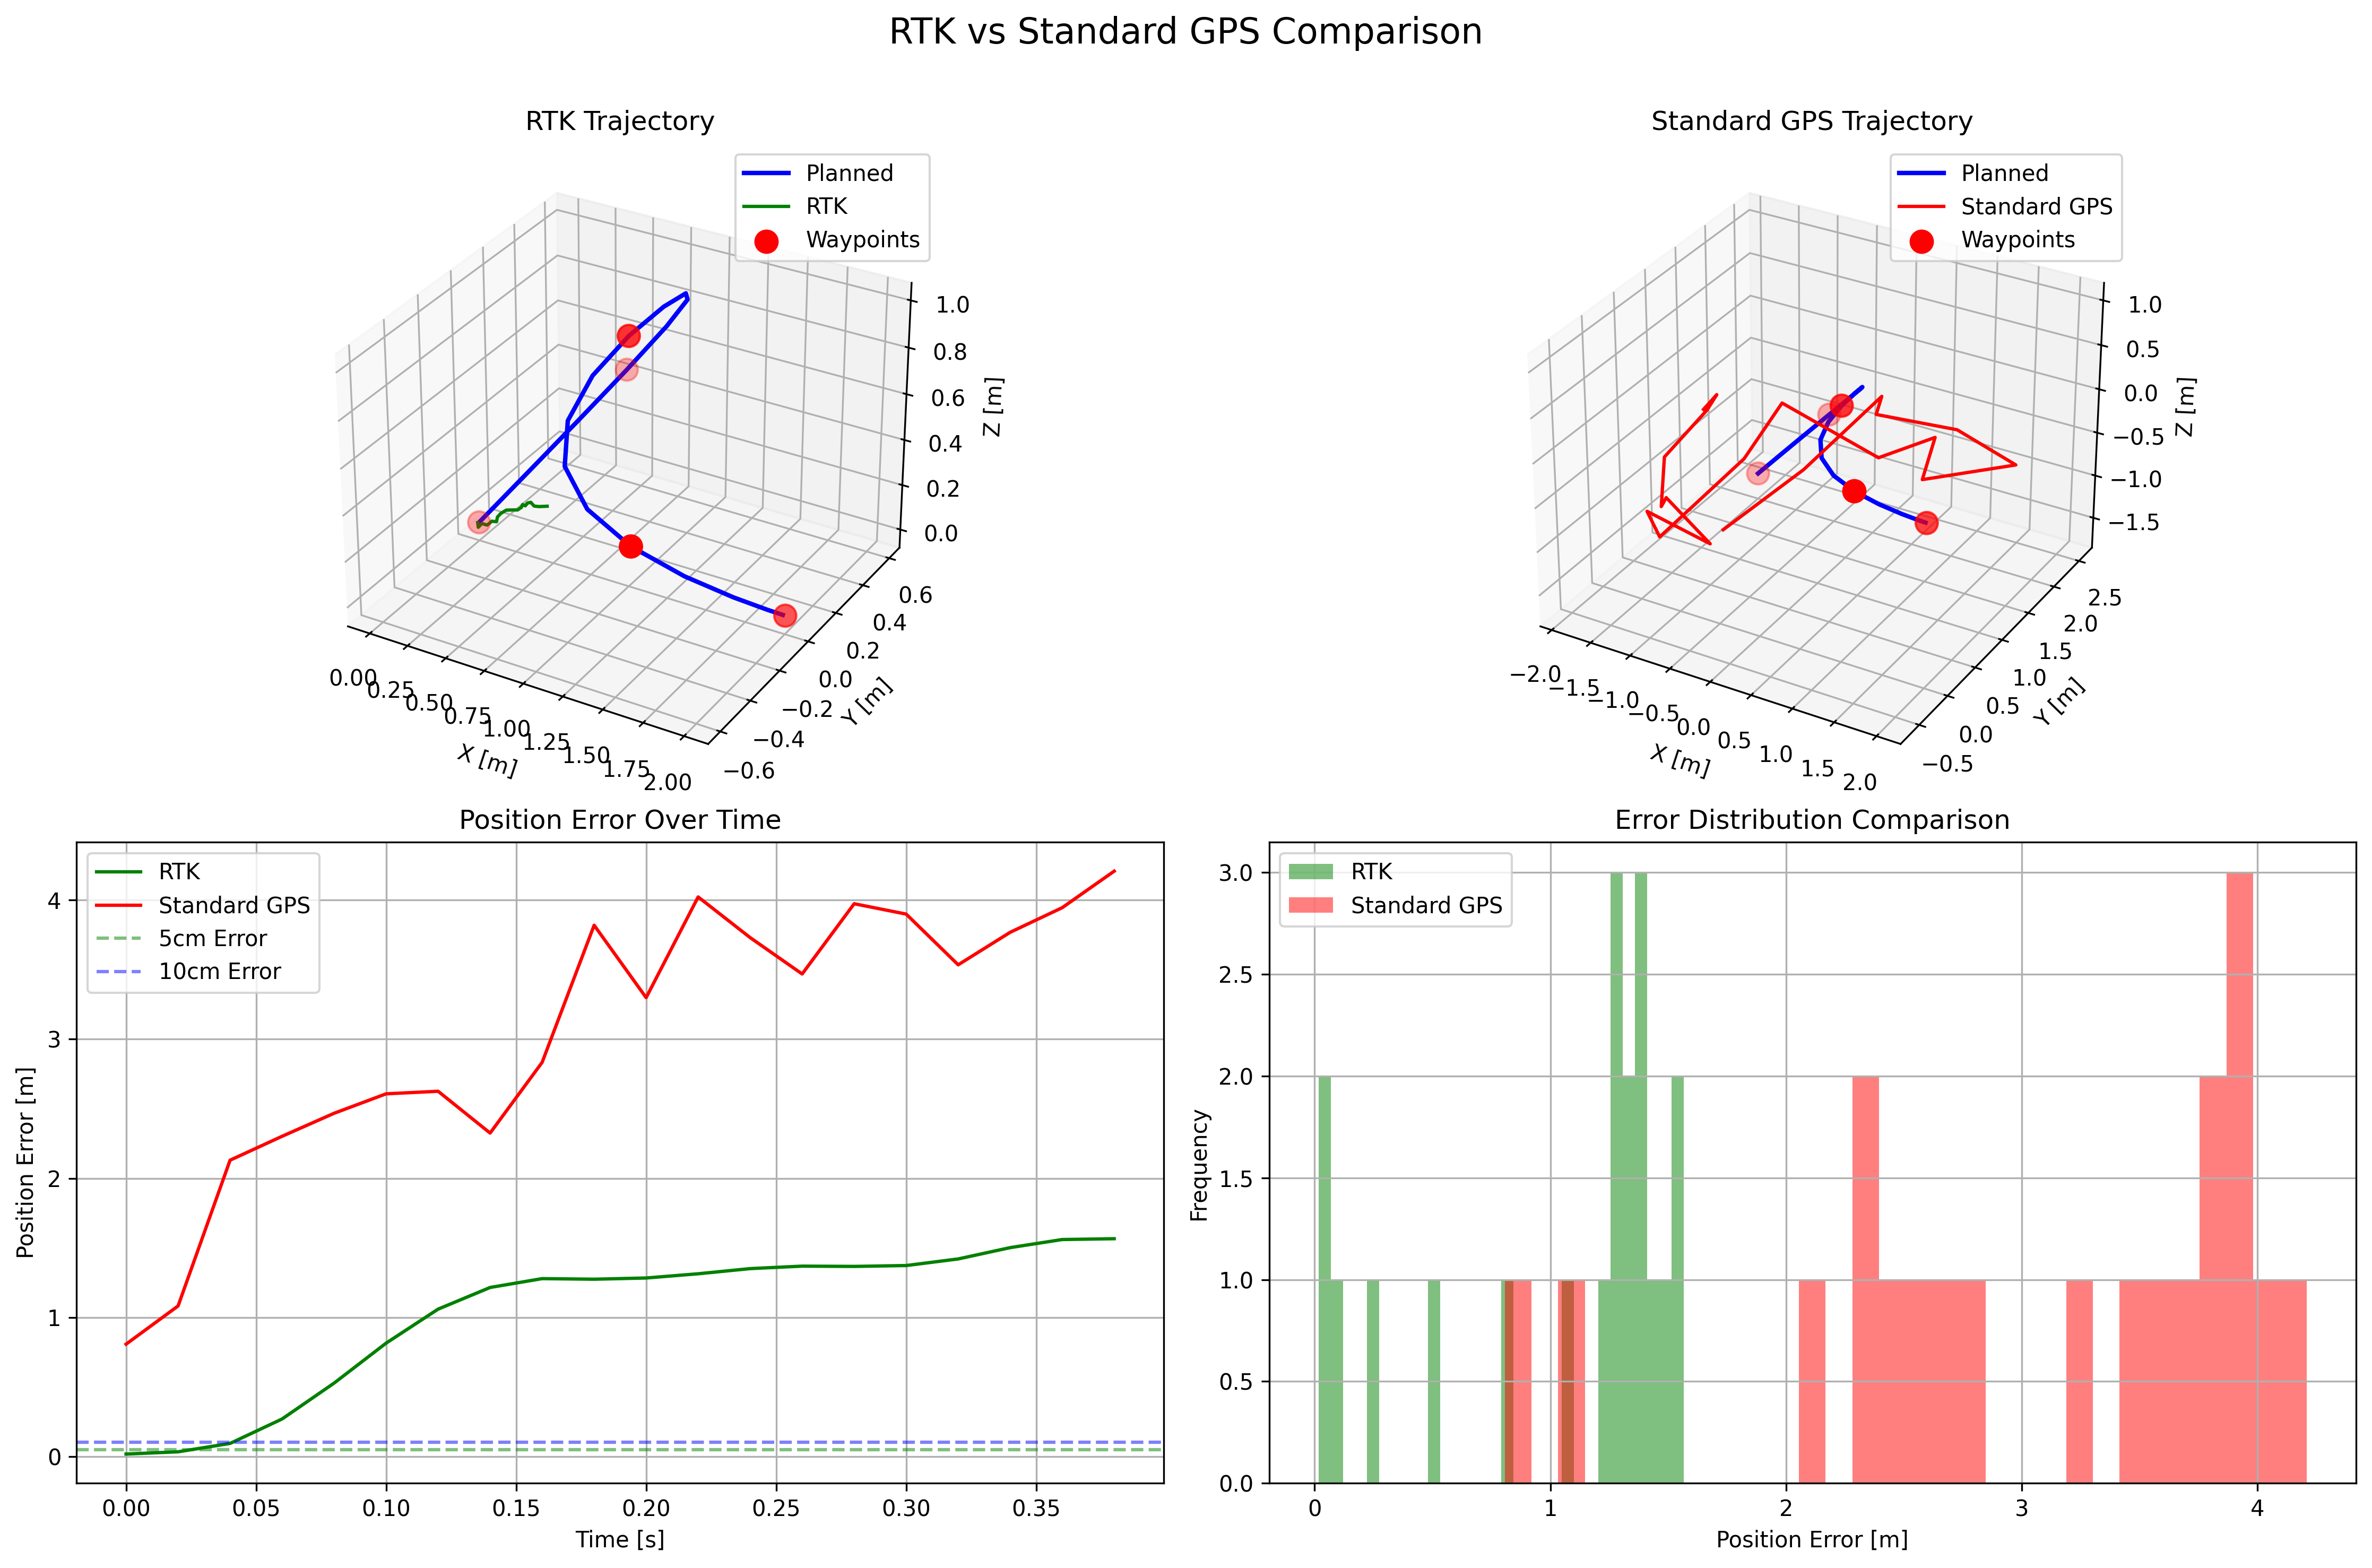 RTK vs Standard GPS Comparison
RTK Trajectory
Planned
RTK
Waypoints
1.0
0.8
0.6
0.4
0.2
0.0
Z [m]
0.6
0.4
0.2
0.0
−0.2
−0.4
−0.6
Y [m]
0.00
0.25
0.50
0.75
1.00
1.25
1.50
1.75
2.00
X [m]
Standard GPS Trajectory
Planned
Standard GPS
Waypoints
1.0
0.5
0.0
−0.5
−1.0
−1.5
Z [m]
2.5
2.0
1.5
1.0
0.5
0.0
−0.5
Y [m]
−2.0
−1.5
−1.0
−0.5
0.0
0.5
1.0
1.5
2.0
X [m]
Position Error Over Time
RTK
Standard GPS
5cm Error
10cm Error
4
3
2
1
0
Position Error [m]
0.00 0.05 0.10 0.15 0.20 0.25 0.30 0.35
Time [s]
Error Distribution Comparison
RTK
Standard GPS
3.0
2.5
2.0
1.5
1.0
0.5
0.0
Frequency
0 1 2 3 4
Position Error [m]